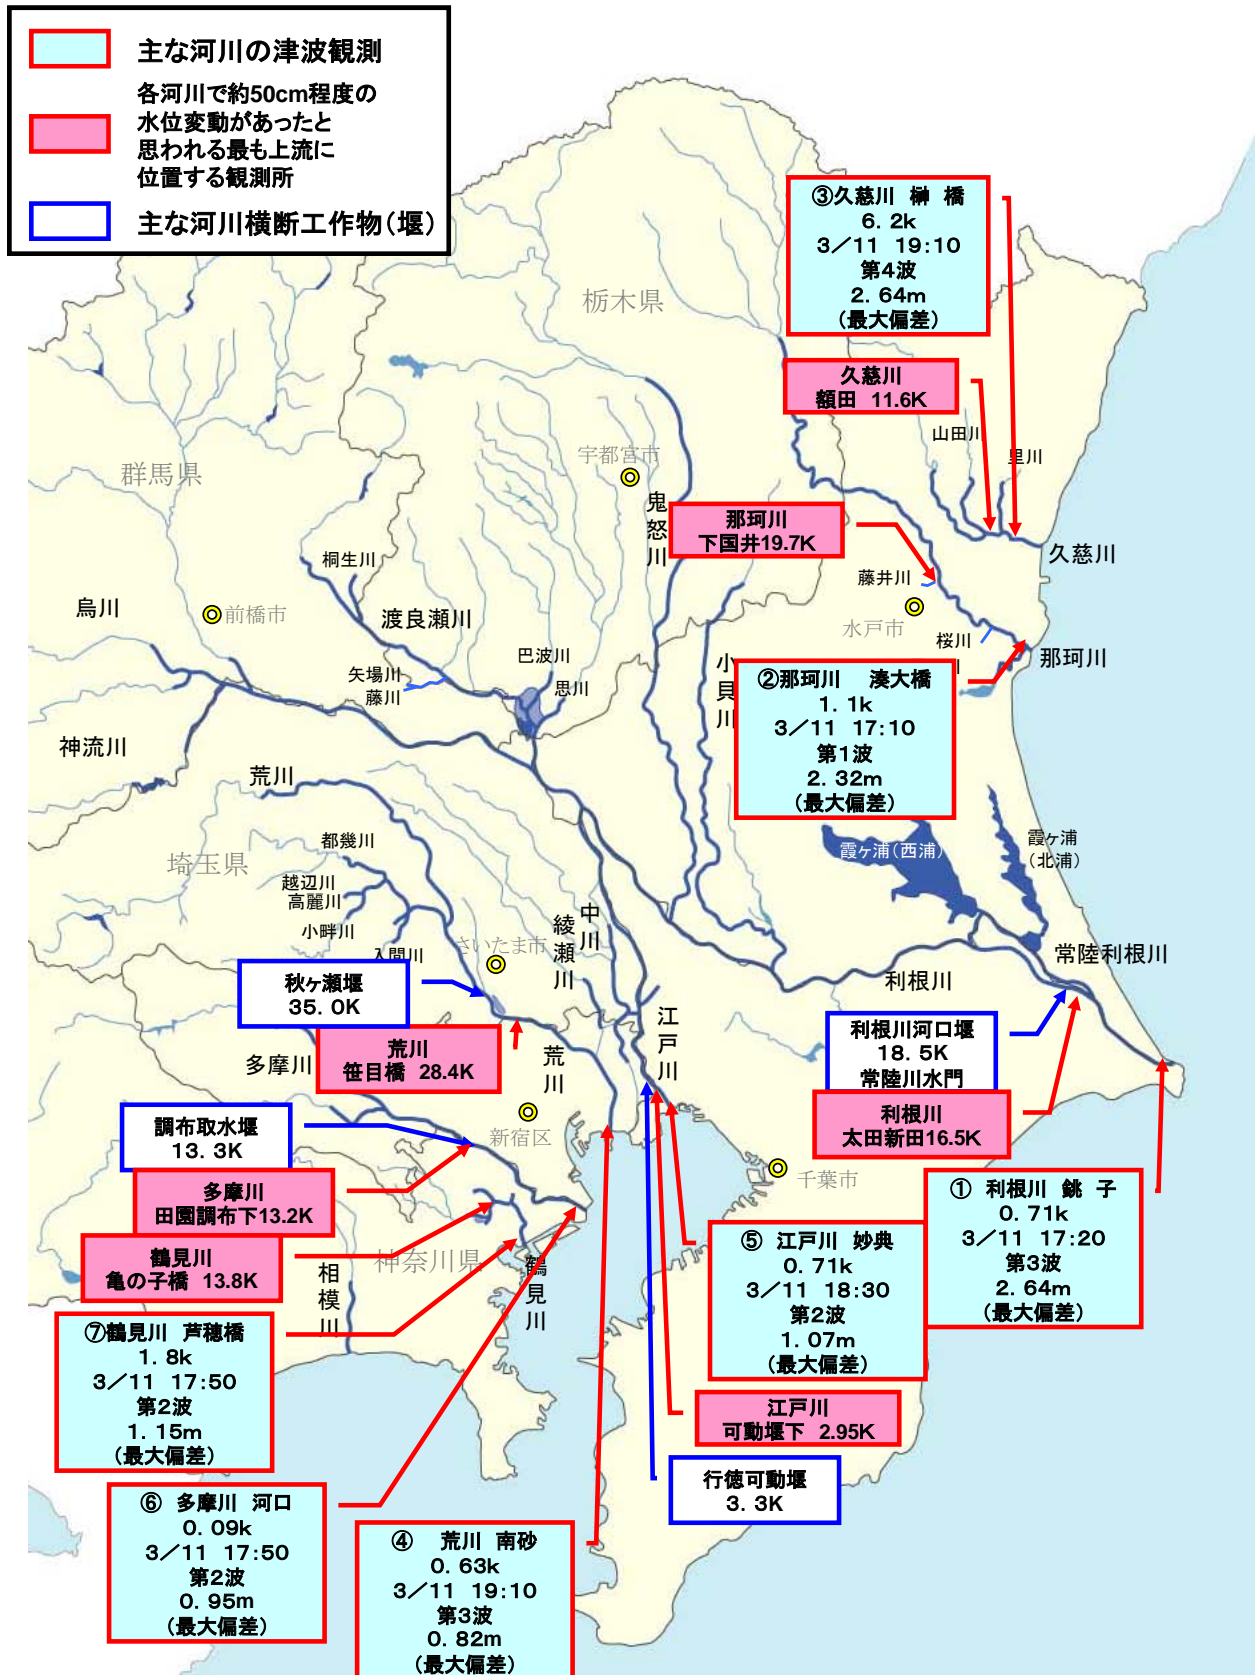 主な河川の津波観測
各河川で約50cm程度の
水位変動があったと
思われる最も上流に
位置する観測所
主な河川横断工作物(堰)
③久慈川 榊 橋
6.2k
3/11 19:10
第4波
2.64m
(最大偏差)
栃木県
久慈川
額田 11.6K
山田川
里川
宇都宮市
群馬県
鬼怒川
那珂川
下国井19.7K
久慈川
桐生川
藤井川
烏川
前橋市
渡良瀬川
水戸市
桜川
巴波川
小貝川
那珂川
矢場川
藤川
思川
②那珂川 湊大橋
1.1k
3/11 17:10
第1波
2.32m
(最大偏差)
神流川
荒川
都幾川
霞ヶ浦(西浦)
霞ヶ浦
(北浦)
埼玉県
越辺川
高麗川
小畔川
入間川
さいたま市
綾瀬川
中川
常陸利根川
利根川
秋ヶ瀬堰
35.0K
江戸川
利根川河口堰
18.5K
常陸川水門
荒川
笹目橋 28.4K
荒川
多摩川
利根川
太田新田16.5K
調布取水堰
13.3K
新宿区
千葉市
多摩川
田園調布下13.2K
① 利根川 銚 子
0.71k
3/11 17:20
第3波
2.64m
(最大偏差)
鶴見川
亀の子橋 13.8K
神奈川県
鶴見川
相模川
⑤ 江戸川 妙典
0.71k
3/11 18:30
第2波
1.07m
(最大偏差)
⑦鶴見川 芦穂橋
1.8k
3/11 17:50
第2波
1.15m
(最大偏差)
江戸川
可動堰下 2.95K
行徳可動堰
3.3K
⑥ 多摩川 河口
0.09k
3/11 17:50
第2波
0.95m
(最大偏差)
④ 荒川 南砂
0.63k
3/11 19:10
第3波
0.82m
(最大偏差)